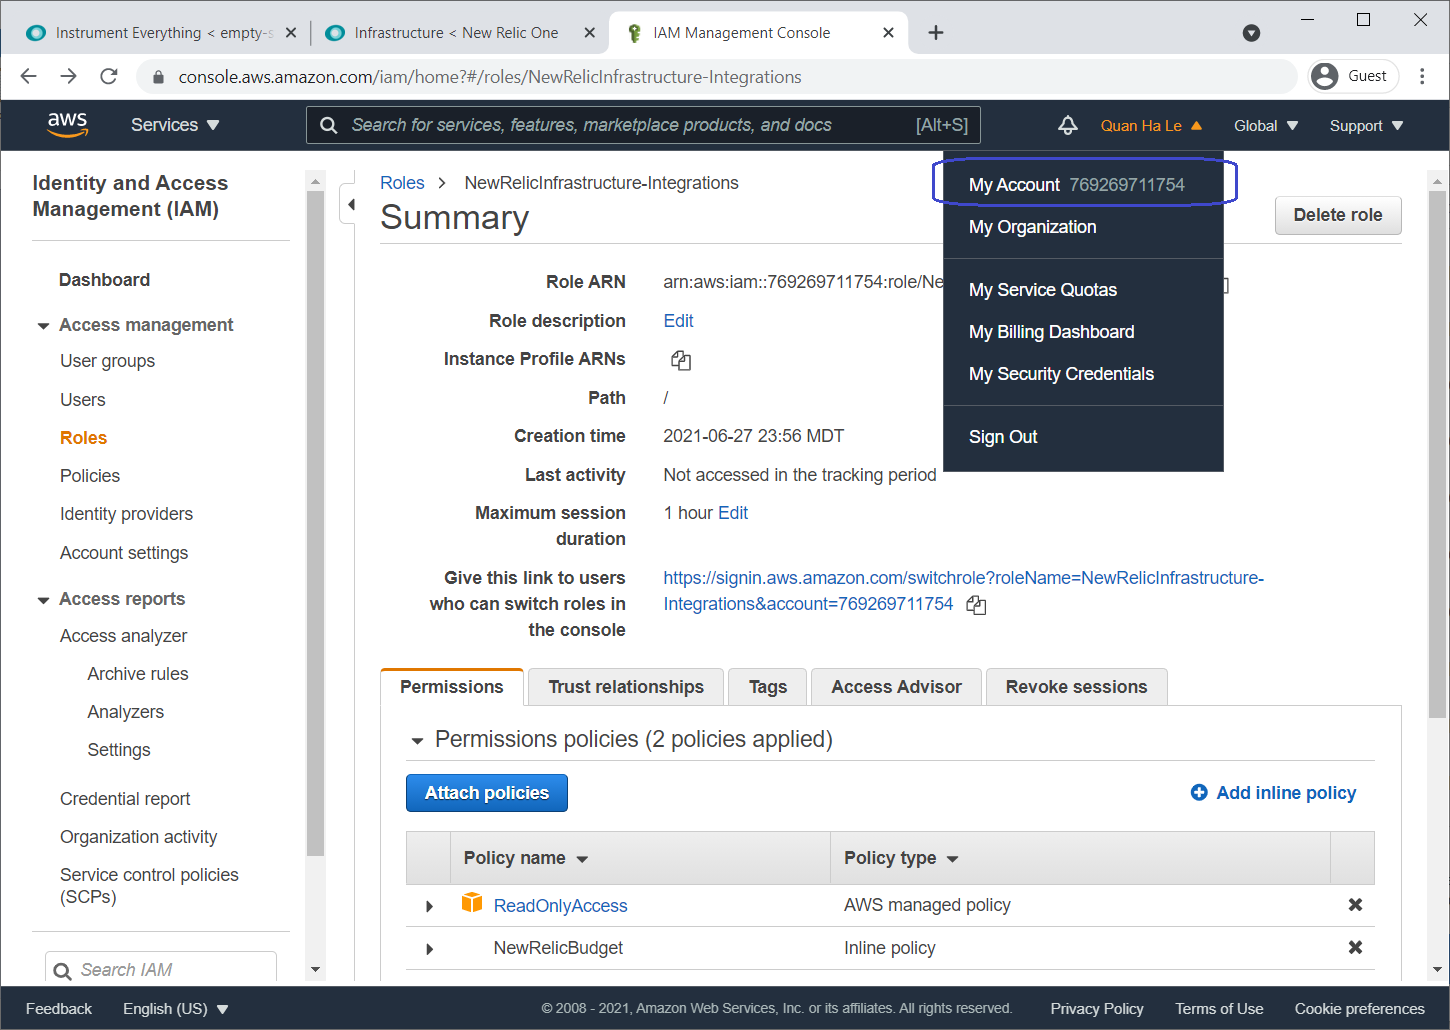 Instrument Everything < empty-s
Infrastructure < New Relic One
IAM Management Console
console.aws.amazon.com/iam/home?#/roles/NewRelicInfrastructure-Integrations
Guest
aws
Services
Search for services, features, marketplace products, and docs
[Alt+S]
Quan Ha Le
Global
Support
Identity and Access
Management (IAM)
Dashboard
Access management
User groups
Users
Roles
Policies
Identity providers
Account settings
Access reports
Access analyzer
Archive rules
Analyzers
Settings
Credential report
Organization activity
Service control policies
(SCPs)
Search IAM
Roles > NewRelicInfrastructure-Integrations
Summary
Delete role
My Account 769269711754
My Organization
My Service Quotas
My Billing Dashboard
My Security Credentials
Sign Out
Role ARN arn:aws:iam::769269711754:role/Ne
Role description Edit
Instance Profile ARNs
Path /
Creation time 2021-06-27 23:56 MDT
Last activity Not accessed in the tracking period
Maximum session
duration
1 hour Edit
Give this link to users
who can switch roles in
the console
https://signin.aws.amazon.com/switchrole?roleName=NewRelicInfrastructure-
Integrations&account=769269711754
Permissions
Trust relationships
Tags
Access Advisor
Revoke sessions
Permissions policies (2 policies applied)
Attach policies
Add inline policy
Policy name
Policy type
ReadOnlyAccess
AWS managed policy
NewRelicBudget
Inline policy
Feedback
English (US)
© 2008 - 2021, Amazon Web Services, Inc. or its affiliates. All rights reserved.
Privacy Policy
Terms of Use
Cookie preferences